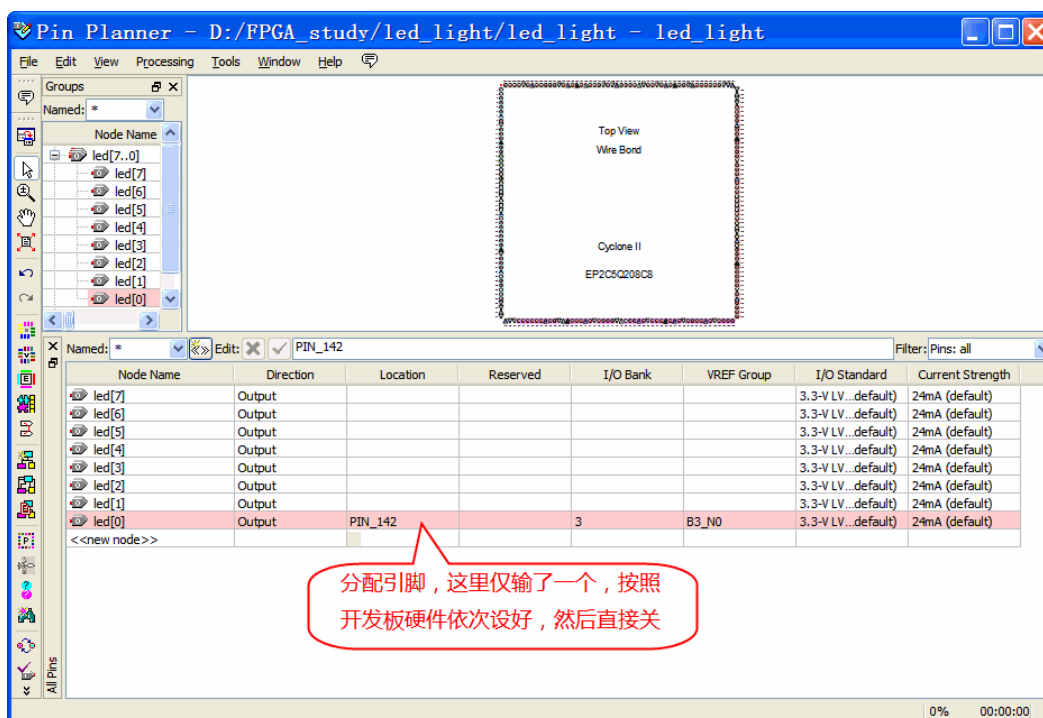 Pin Planner - D:/FPGA_study/led_light/led_light - led_light
File Edit View Processing Tools Window Help
Groups
Named: *
Node Name
led[7..0]
led[7]
led[6]
led[5]
led[4]
led[3]
led[2]
led[1]
led[0]
Top View
Wire Bond
Cyclone II
EP2C5Q208C8
Named: * Edit: PIN_142 Filter: Pins: all
Node Name Direction Location Reserved I/O Bank VREF Group I/O Standard Current Strength
led[7] Output 3.3-V LV...default) 24mA (default)
led[6] Output 3.3-V LV...default) 24mA (default)
led[5] Output 3.3-V LV...default) 24mA (default)
led[4] Output 3.3-V LV...default) 24mA (default)
led[3] Output 3.3-V LV...default) 24mA (default)
led[2] Output 3.3-V LV...default) 24mA (default)
led[1] Output 3.3-V LV...default) 24mA (default)
led[0] Output PIN_142 3 B3_N0 3.3-V LV...default) 24mA (default)
<<new node>>
分配引脚，这里仅输了一个，按照
开发板硬件依次设好，然后直接关
All Pins
0% 00:00:00